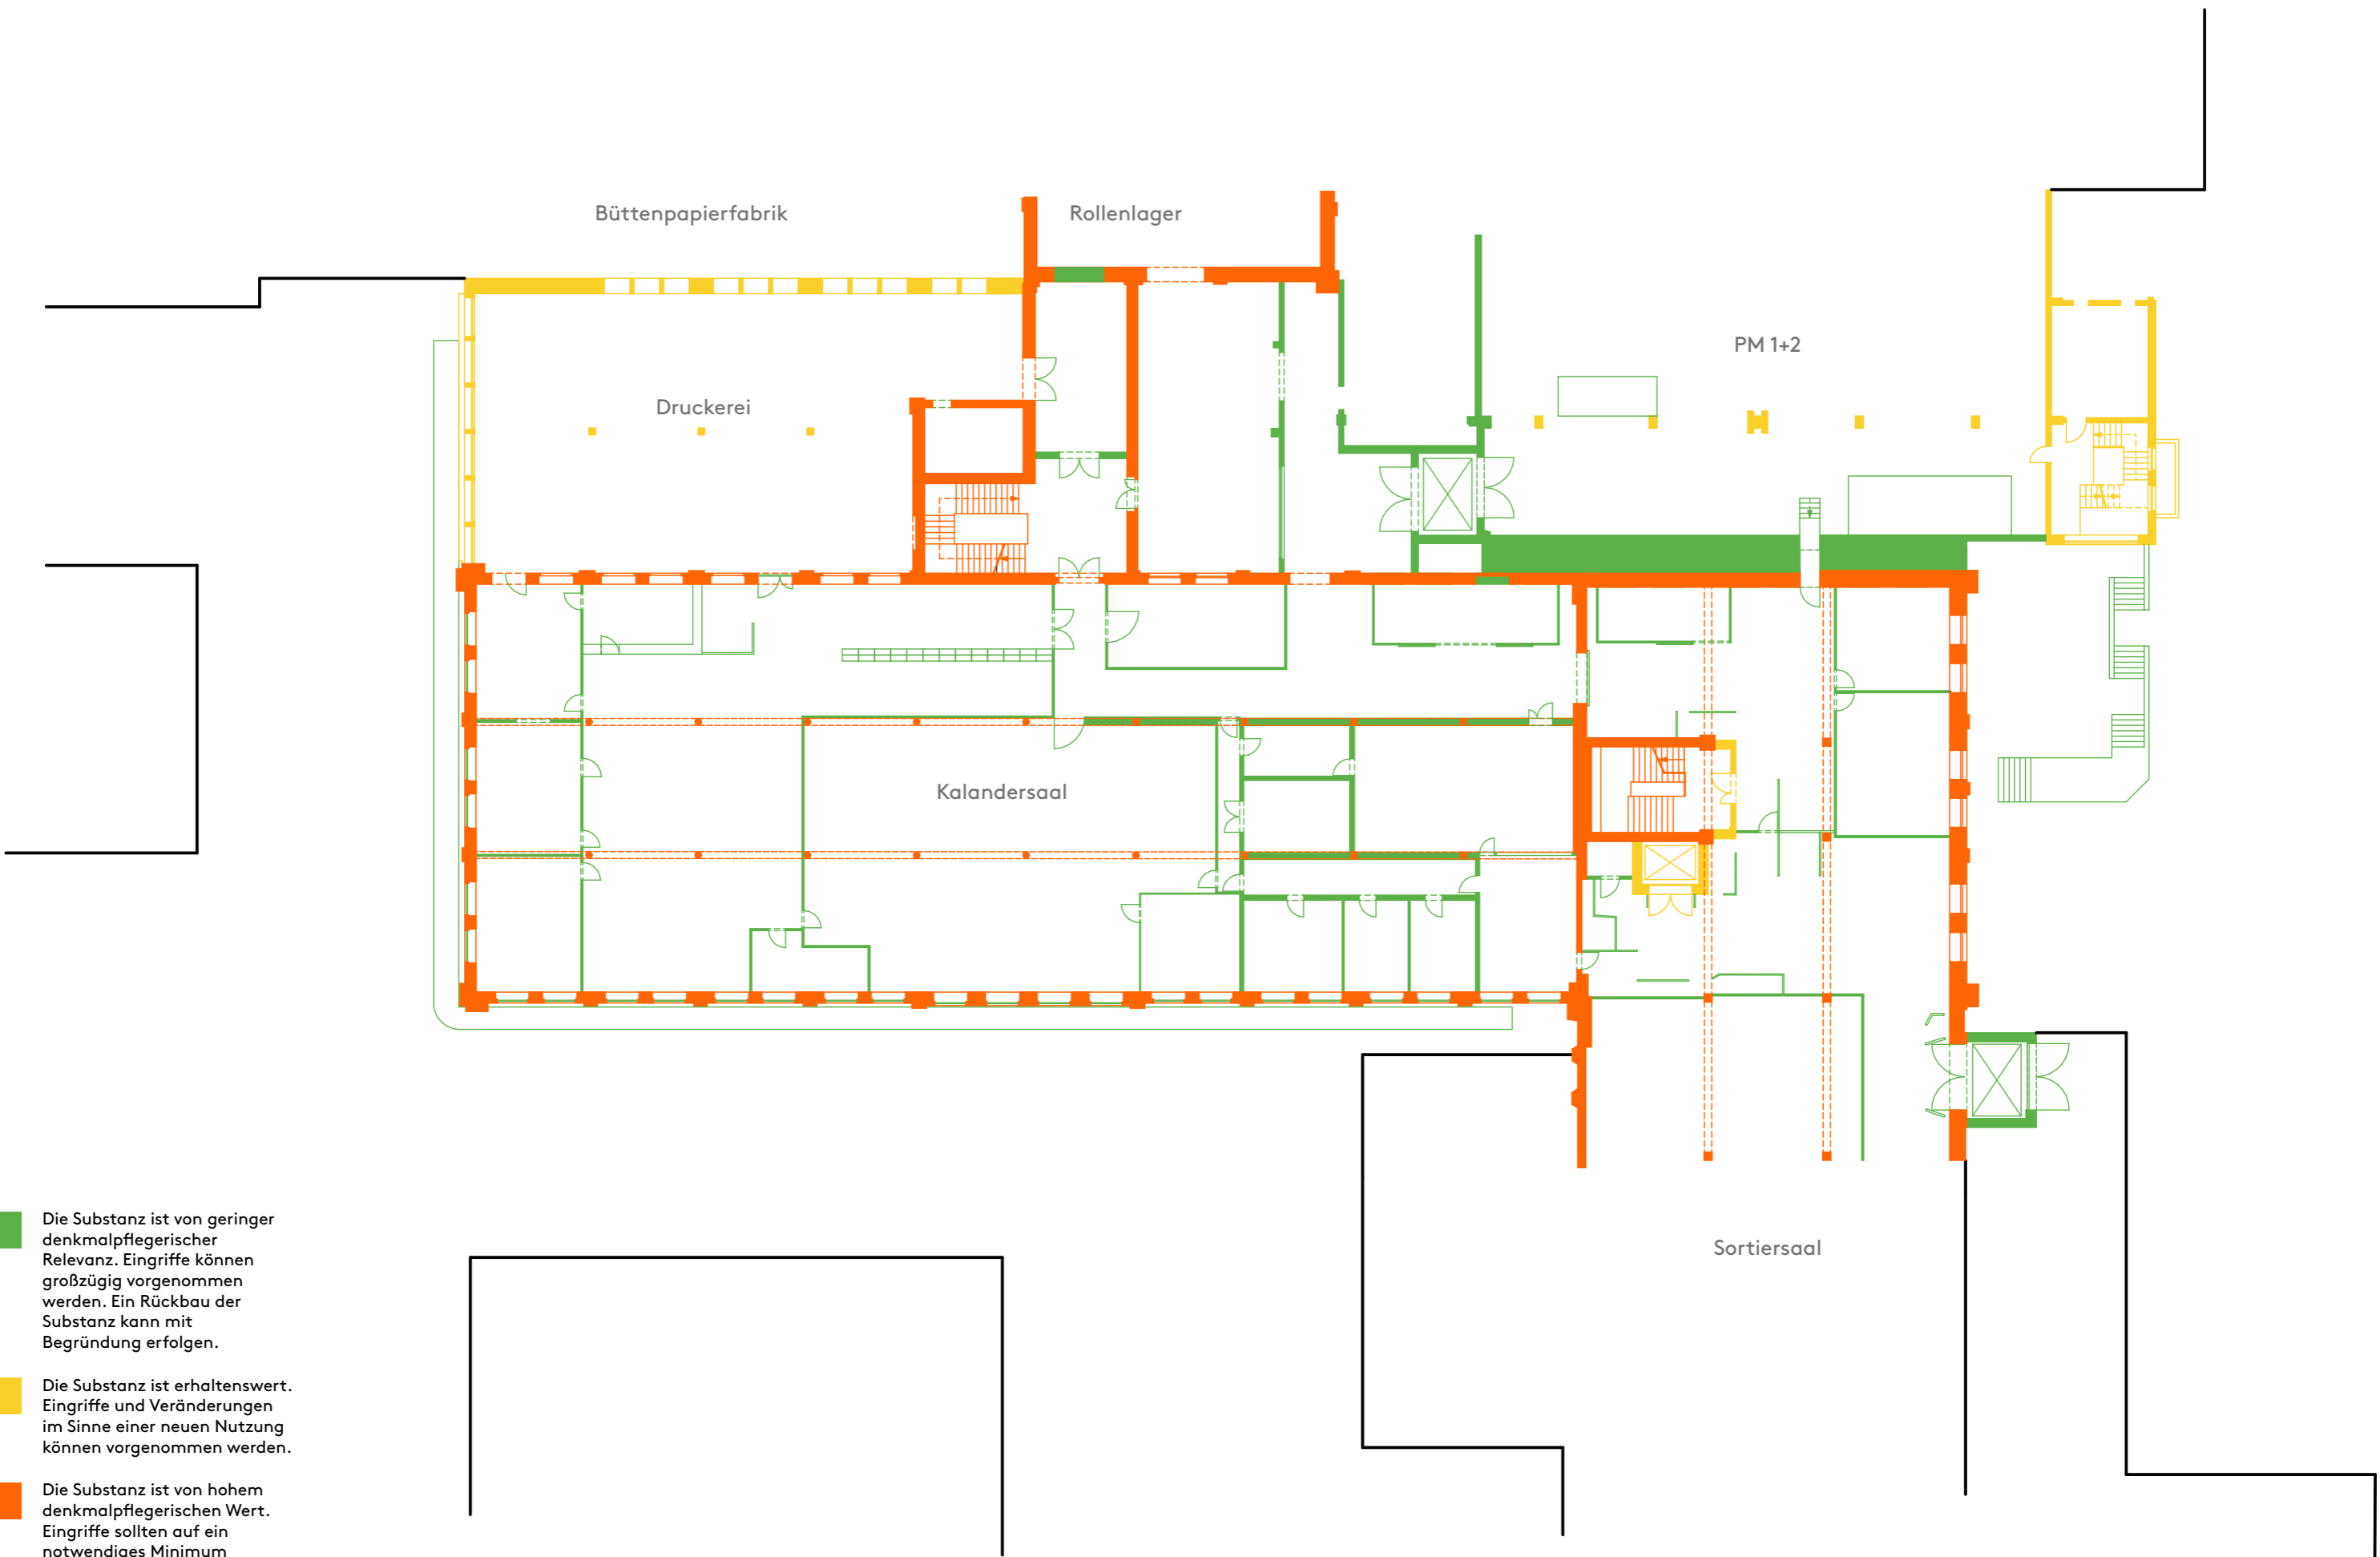 Büttenpapierfabrik
Rollenlager
PM 1+2
Druckerei
Kalandersaal
Sortiersaal
Die Substanz ist von geringer
denkmalpflegerischer
Relevanz. Eingriffe können
großzügig vorgenommen
werden. Ein Rückbau der
Substanz kann mit
Begründung erfolgen.
Die Substanz ist erhaltenswert.
Eingriffe und Veränderungen
im Sinne einer neuen Nutzung
können vorgenommen werden.
Die Substanz ist von hohem
denkmalpflegerischen Wert.
Eingriffe sollten auf ein
notwendiges Minimum